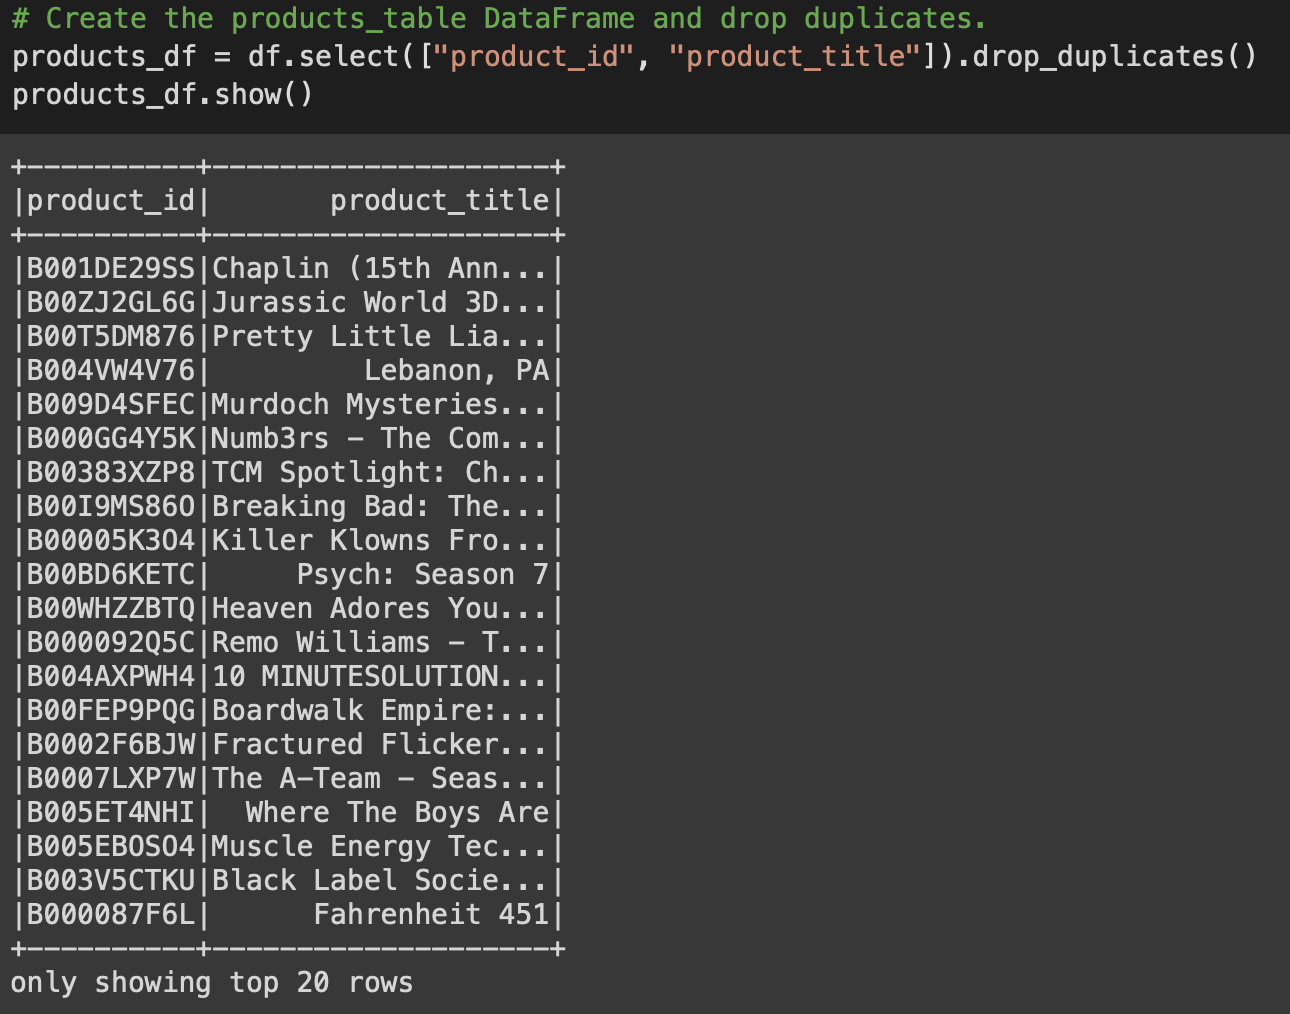 # Create the products_table DataFrame and drop duplicates.
products_df = df.select(["product_id", "product_title"]).drop_duplicates()
products_df.show()
+----------+--------------------+
|product_id|       product_title|
+----------+--------------------+
|B001DE29SS|Chaplin (15th Ann...|
|B00ZJ2GL6G|Jurassic World 3D...|
|B00T5DM876|Pretty Little Lia...|
|B004VW4V76|         Lebanon, PA|
|B009D4SFEC|Murdoch Mysteries...|
|B000GG4Y5K|Numb3rs - The Com...|
|B00383XZP8|TCM Spotlight: Ch...|
|B00I9MS86O|Breaking Bad: The...|
|B00005K3O4|Killer Klowns Fro...|
|B00BD6KETC|     Psych: Season 7|
|B00WHZZBTQ|Heaven Adores You...|
|B000092Q5C|Remo Williams - T...|
|B004AXPWH4|10 MINUTESOLUTION...|
|B00FEP9PQG|Boardwalk Empire:...|
|B0002F6BJW|Fractured Flicker...|
|B0007LXP7W|The A-Team - Seas...|
|B005ET4NHI|  Where The Boys Are|
|B005EBOSO4|Muscle Energy Tec...|
|B003V5CTKU|Black Label Socie...|
|B000087F6L|      Fahrenheit 451|
+----------+--------------------+
only showing top 20 rows